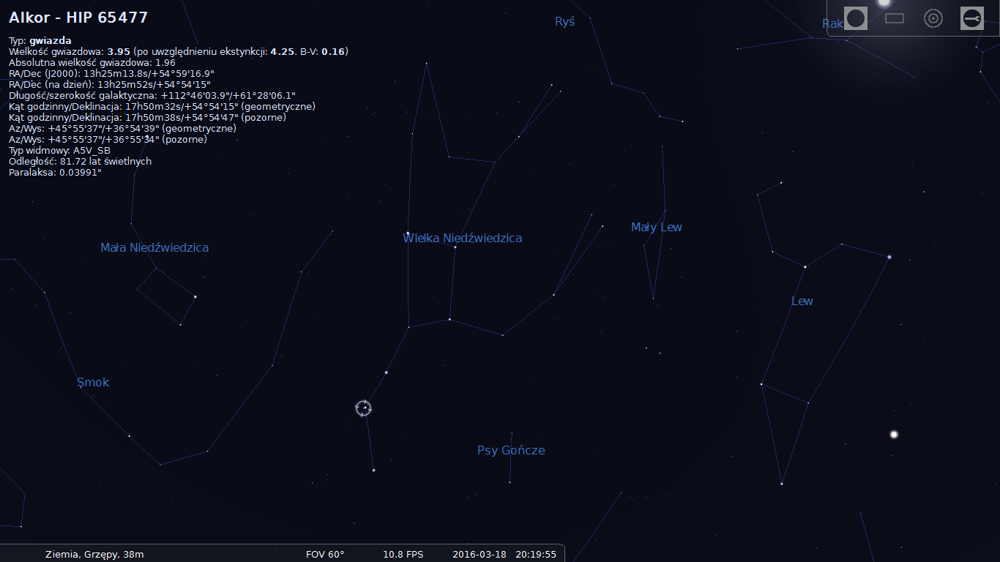 Alkor - HIP 65477
Typ: gwiazda
Wielkość gwiazdowa: 3.95 (po uwzględnieniu ekstynkcji: 4.25. B-V: 0.16)
Absolutna wielkość gwiazdowa: 1.96
RA/Dec (J2000): 13h25m13.8s/+54°59'16.9"
RA/Dec (na dzień): 13h25m52s/+54°54'15"
Długość/szerokość galaktyczna: +112°46'03.9"/+61°28'06.1"
Kąt godzinny/Deklinacja: 17h50m32s/+54°54'15" (geometryczne)
Kąt godzinny/Deklinacja: 17h50m38s/+54°54'47" (pozorne)
Az/Wys: +45°55'37"/+36°54'39" (geometryczne)
Az/Wys: +45°55'37"/+36°55'34" (pozorne)
Typ widmowy: A5V_SB
Odległość: 81.72 lat świetlnych
Paralaksa: 0.03991"
Ryś
Rak
Mały Lew
Wielka Niedźwiedzica
Mała Niedźwiedzica
Lew
Smok
Psy Gończe
Ziemia, Grzępy, 38m
FOV 60°
10.8 FPS
2016-03-18
20:19:55